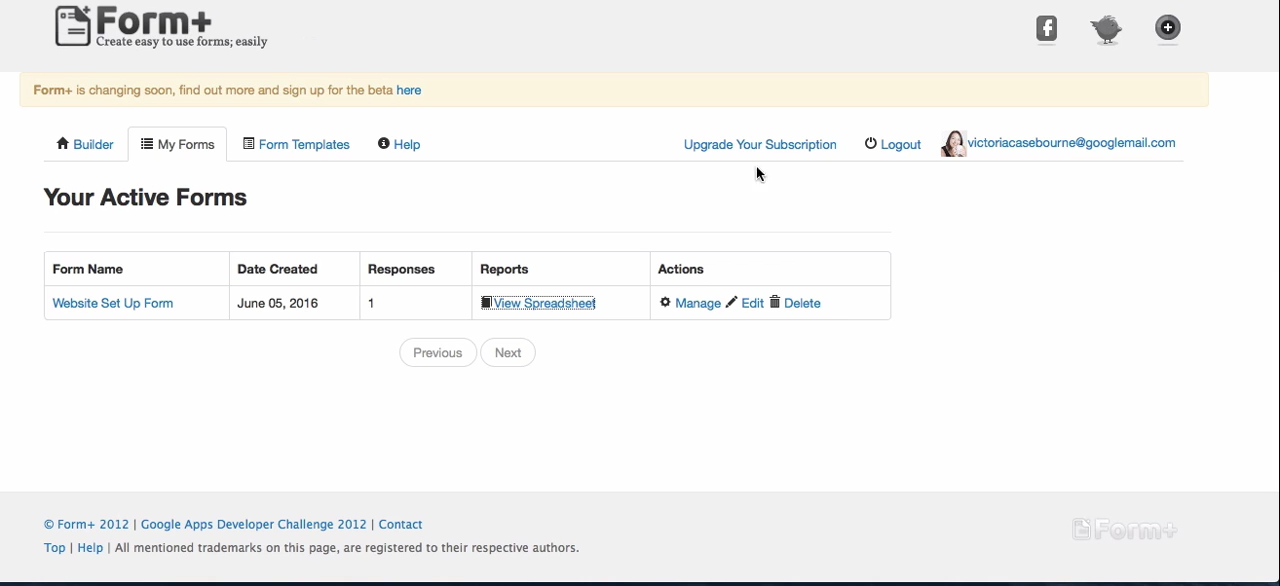 Form+
Create easy to use forms; easily
Form+ is changing soon, find out more and sign up for the beta here
Builder My Forms Form Templates Help Upgrade Your Subscription Logout victoriacasebourne@googlemail.com
Your Active Forms
Form Name Date Created Responses Reports Actions
Website Set Up Form June 05, 2016 1 View Spreadsheet Manage Edit Delete
Previous Next
© Form+ 2012 | Google Apps Developer Challenge 2012 | Contact
Form+
Top | Help | All mentioned trademarks on this page, are registered to their respective authors.